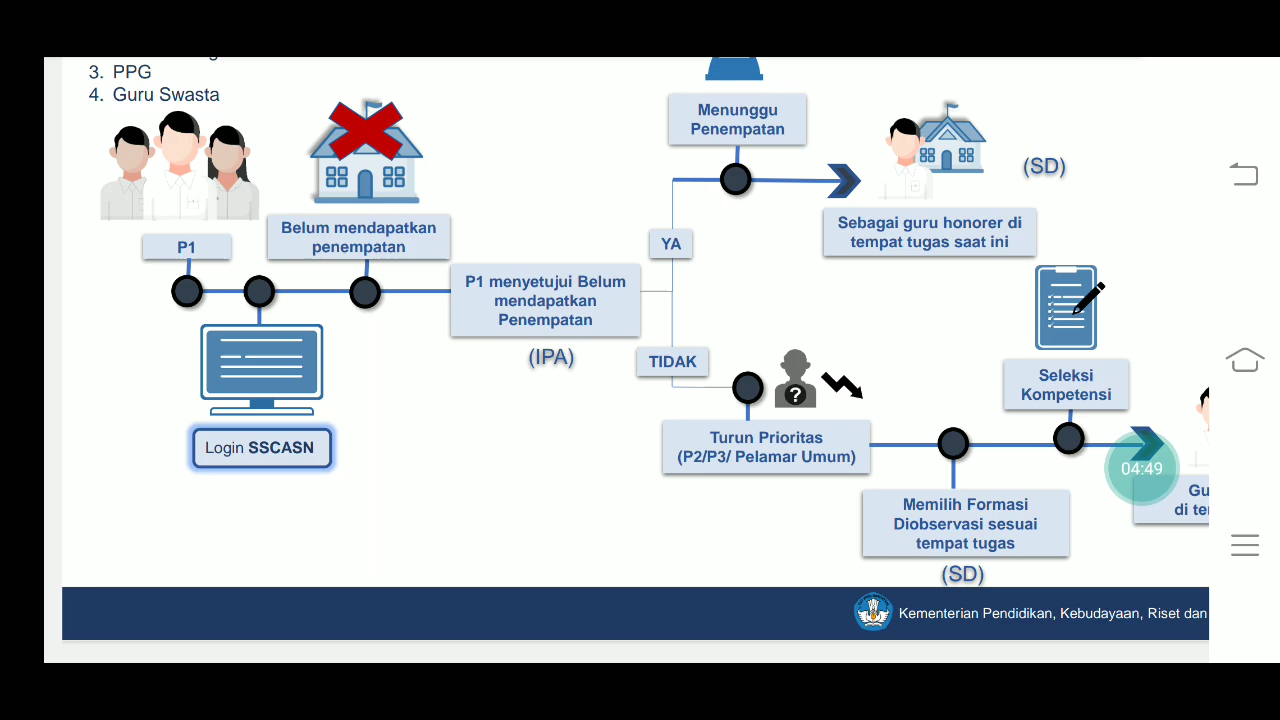 3. PPG
4. Guru Swasta
Menunggu
Penempatan
(SD)
Sebagai guru honorer di
tempat tugas saat ini
P1
Belum mendapatkan
penempatan
YA
P1 menyetujui Belum
mendapatkan
Penempatan
(IPA)
TIDAK
?
Login SSCASN
Turun Prioritas
(P2/P3/ Pelamar Umum)
Seleksi
Kompetensi
04:49
Memilih Formasi
Diobservasi sesuai
tempat tugas
(SD)
Kementerian Pendidikan, Kebudayaan, Riset dan